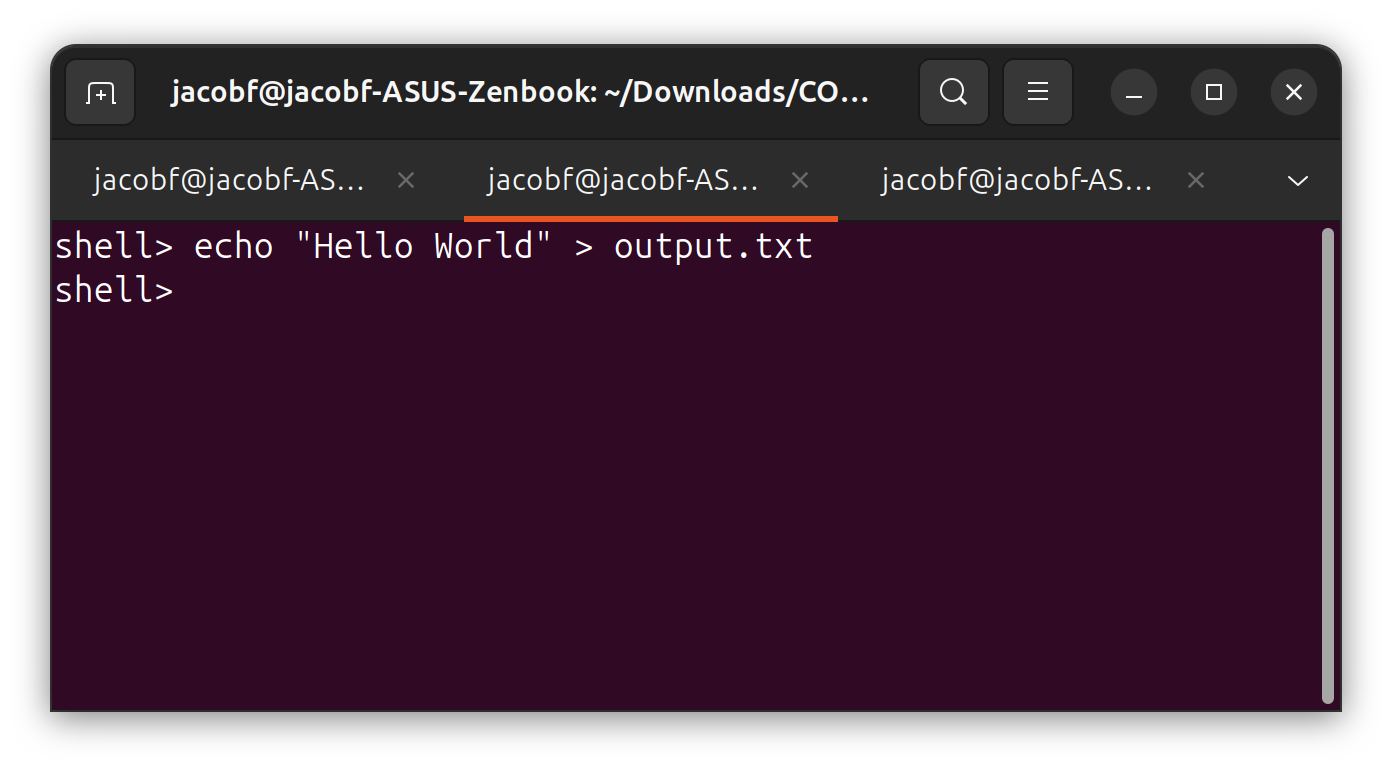 jacobf@jacobf-ASUS-Zenbook: ~/Downloads/CO...
jacobf@jacobf-AS... jacobf@jacobf-AS... jacobf@jacobf-AS...
shell> echo "Hello World" > output.txt
shell>